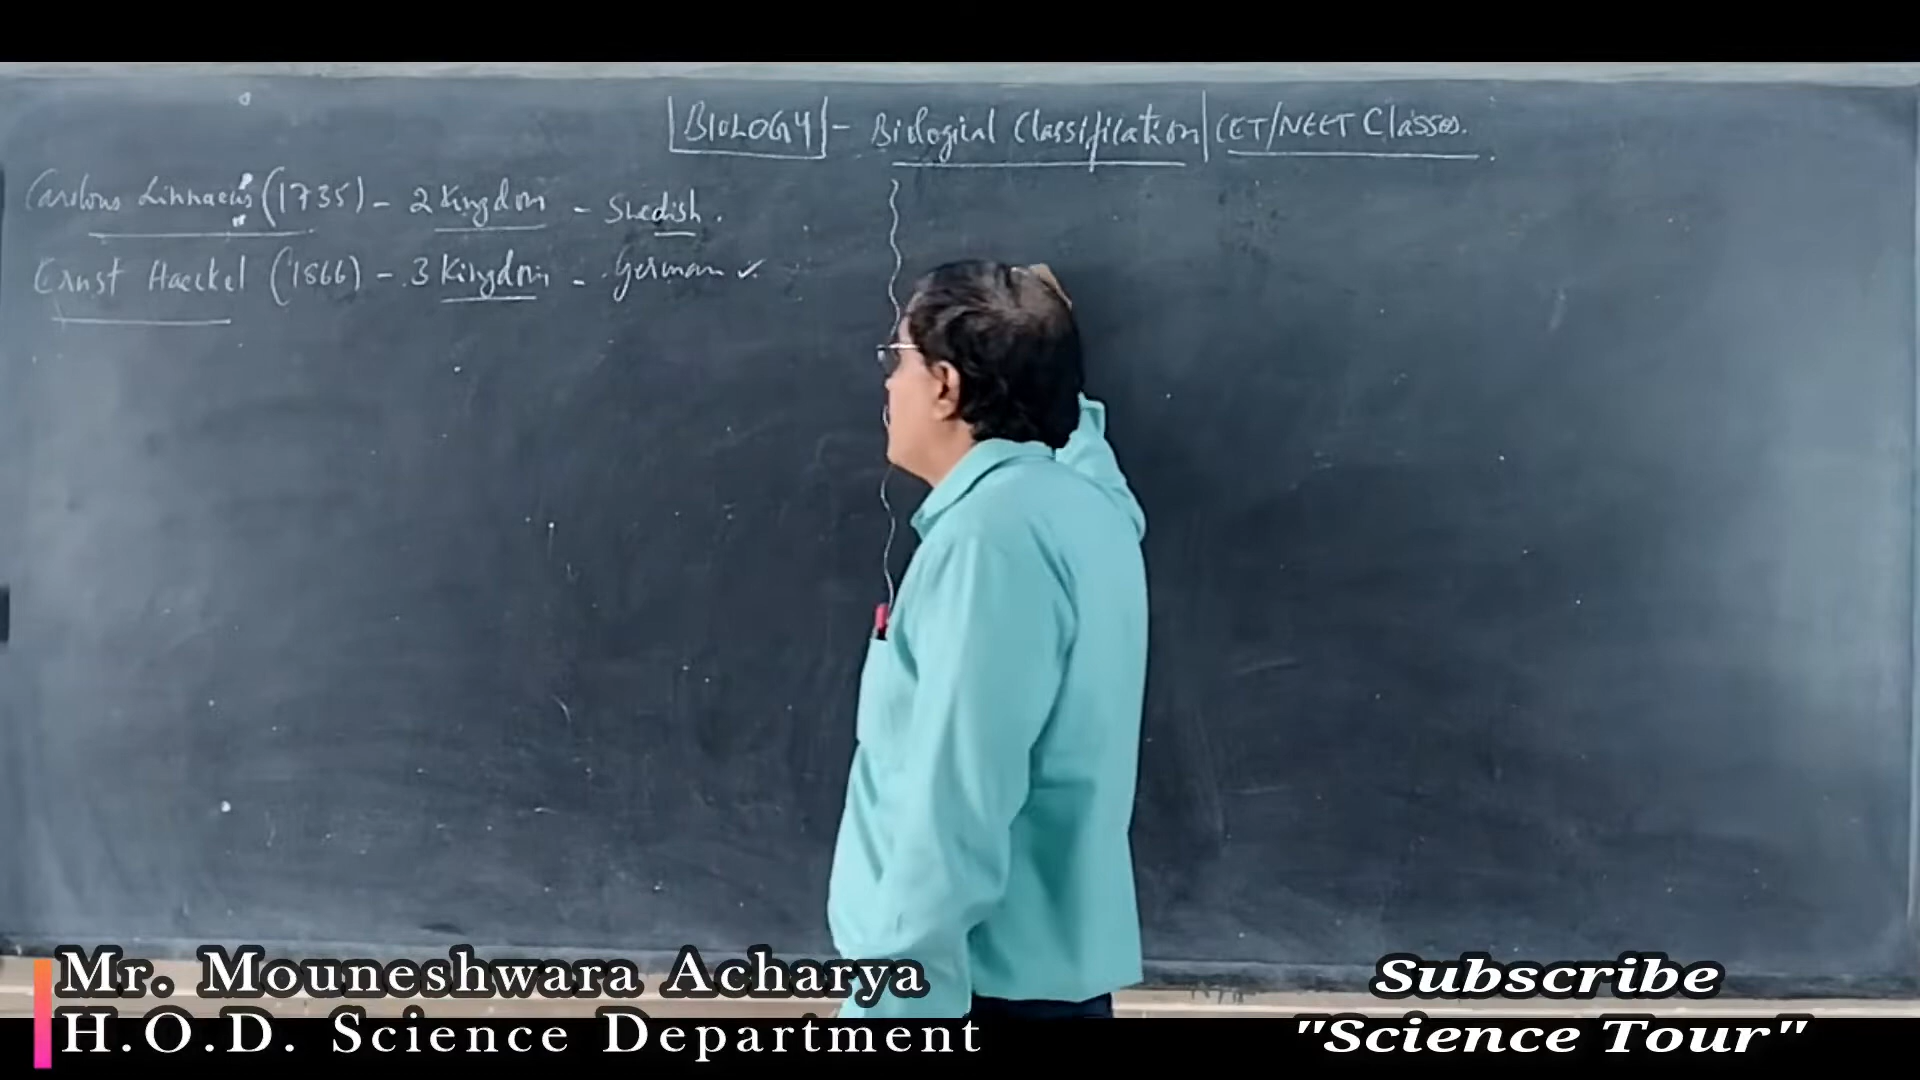 BIOLOGY - Biological Classification | CET/NEET Classes.
Carolous Linnaeus (1735) - 2 Kingdom - Swedish.
Ernst Haeckel (1866) - 3 Kingdom - German ✓
Mr. Mouneshwara Acharya
H.O.D. Science Department
Subscribe
"Science Tour"